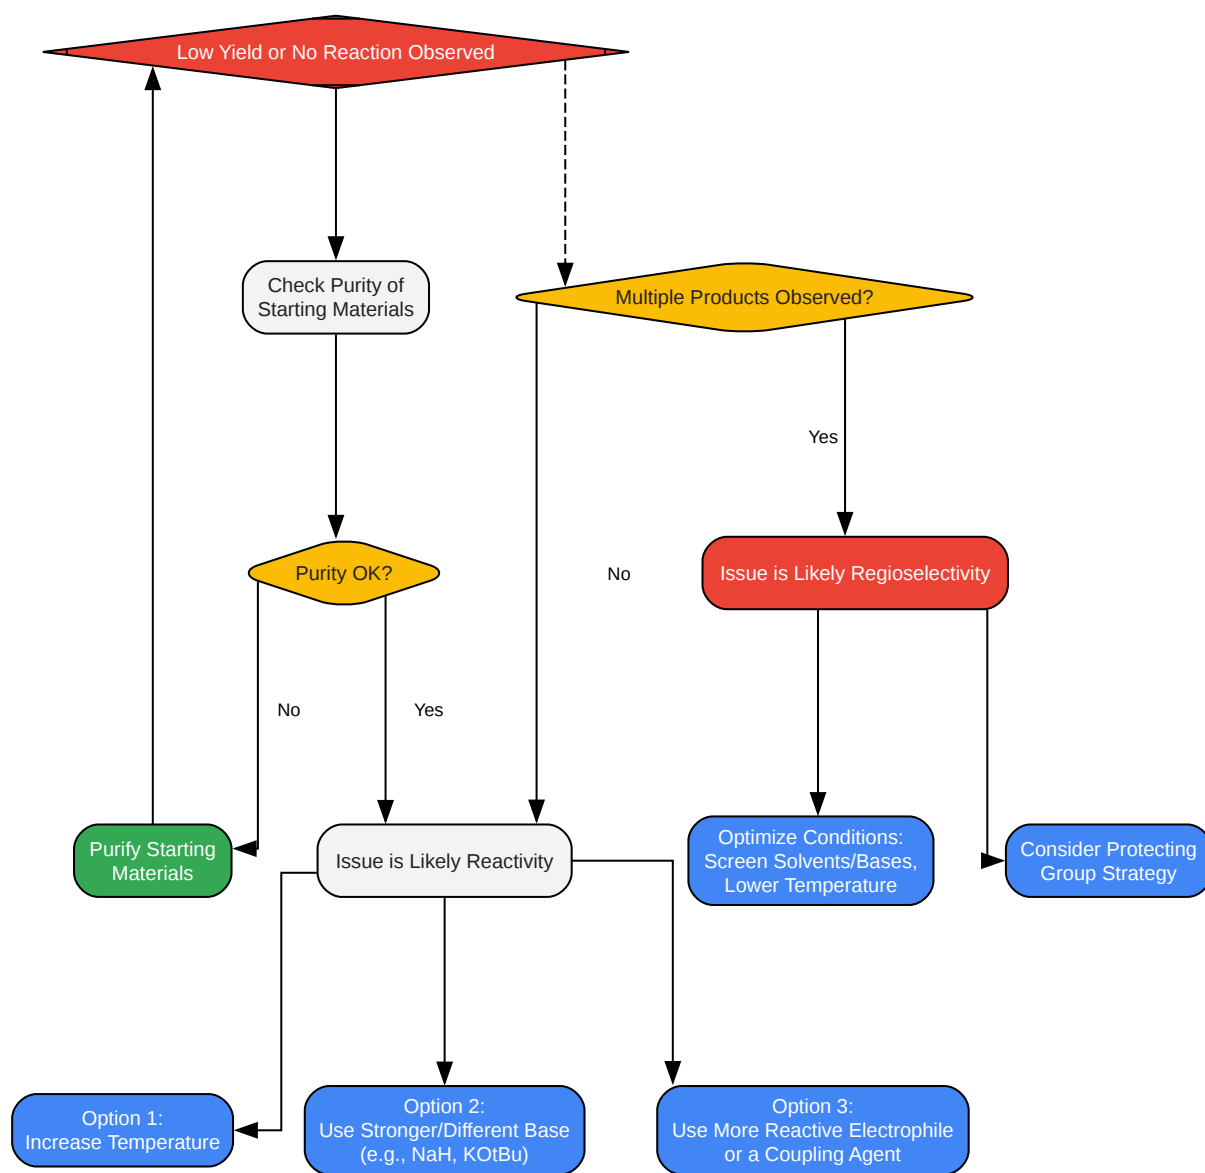 Low Yield or No Reaction Observed
Check Purity of
Starting Materials
Multiple Products Observed?
Yes
Purity OK?
No
Issue is Likely Regioselectivity
No
Yes
Purify Starting
Materials
Issue is Likely Reactivity
Optimize Conditions:
Screen Solvents/Bases,
Lower Temperature
Consider Protecting
Group Strategy
Option 1:
Increase Temperature
Option 2:
Use Stronger/Different Base
(e.g., NaH, KOtBu)
Option 3:
Use More Reactive Electrophile
or a Coupling Agent